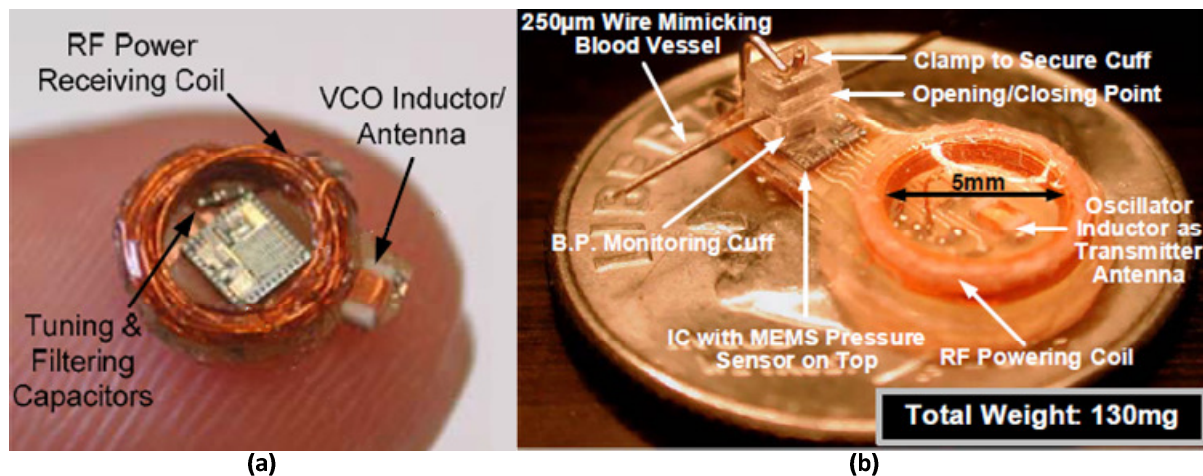 RF Power
Receiving Coil
VCO Inductor/
Antenna
Tuning &
Filtering
Capacitors
(a)
250µm Wire Mimicking
Blood Vessel
Clamp to Secure Cuff
Opening/Closing Point
5mm
B.P. Monitoring Cuff
Oscillator
Inductor as
Transmitter
Antenna
IC with MEMS Pressure
Sensor on Top
RF Powering Coil
Total Weight: 130mg
(b)